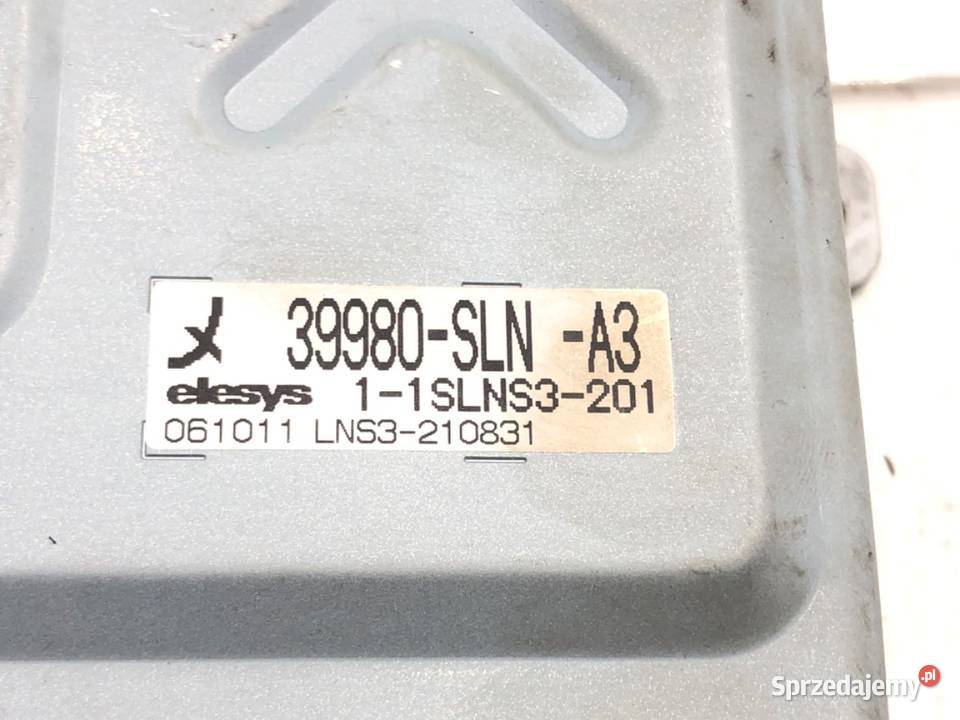 39980-SLN -A3
elesys 1-1SLNS3-201
061011 LNS3-210831
Sprzedajemy .pl